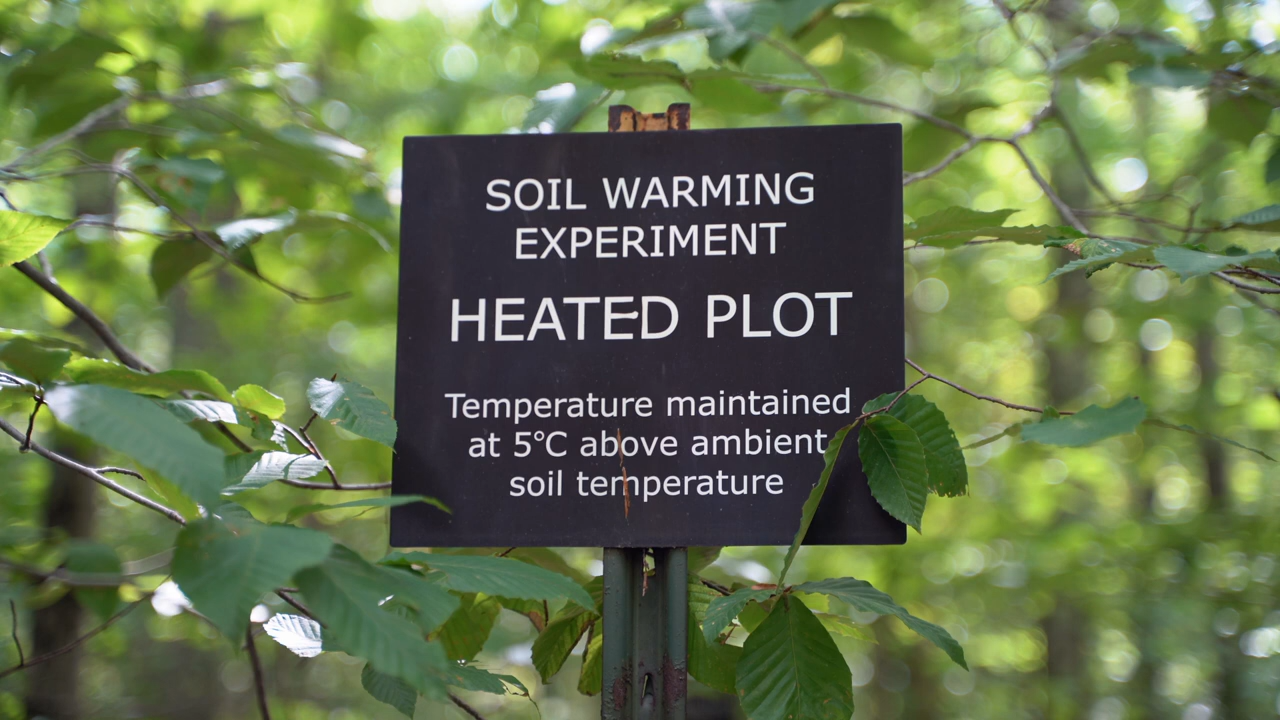 SOIL WARMING
EXPERIMENT
HEATED PLOT
Temperature maintained
at 5°C above ambient
soil temperature